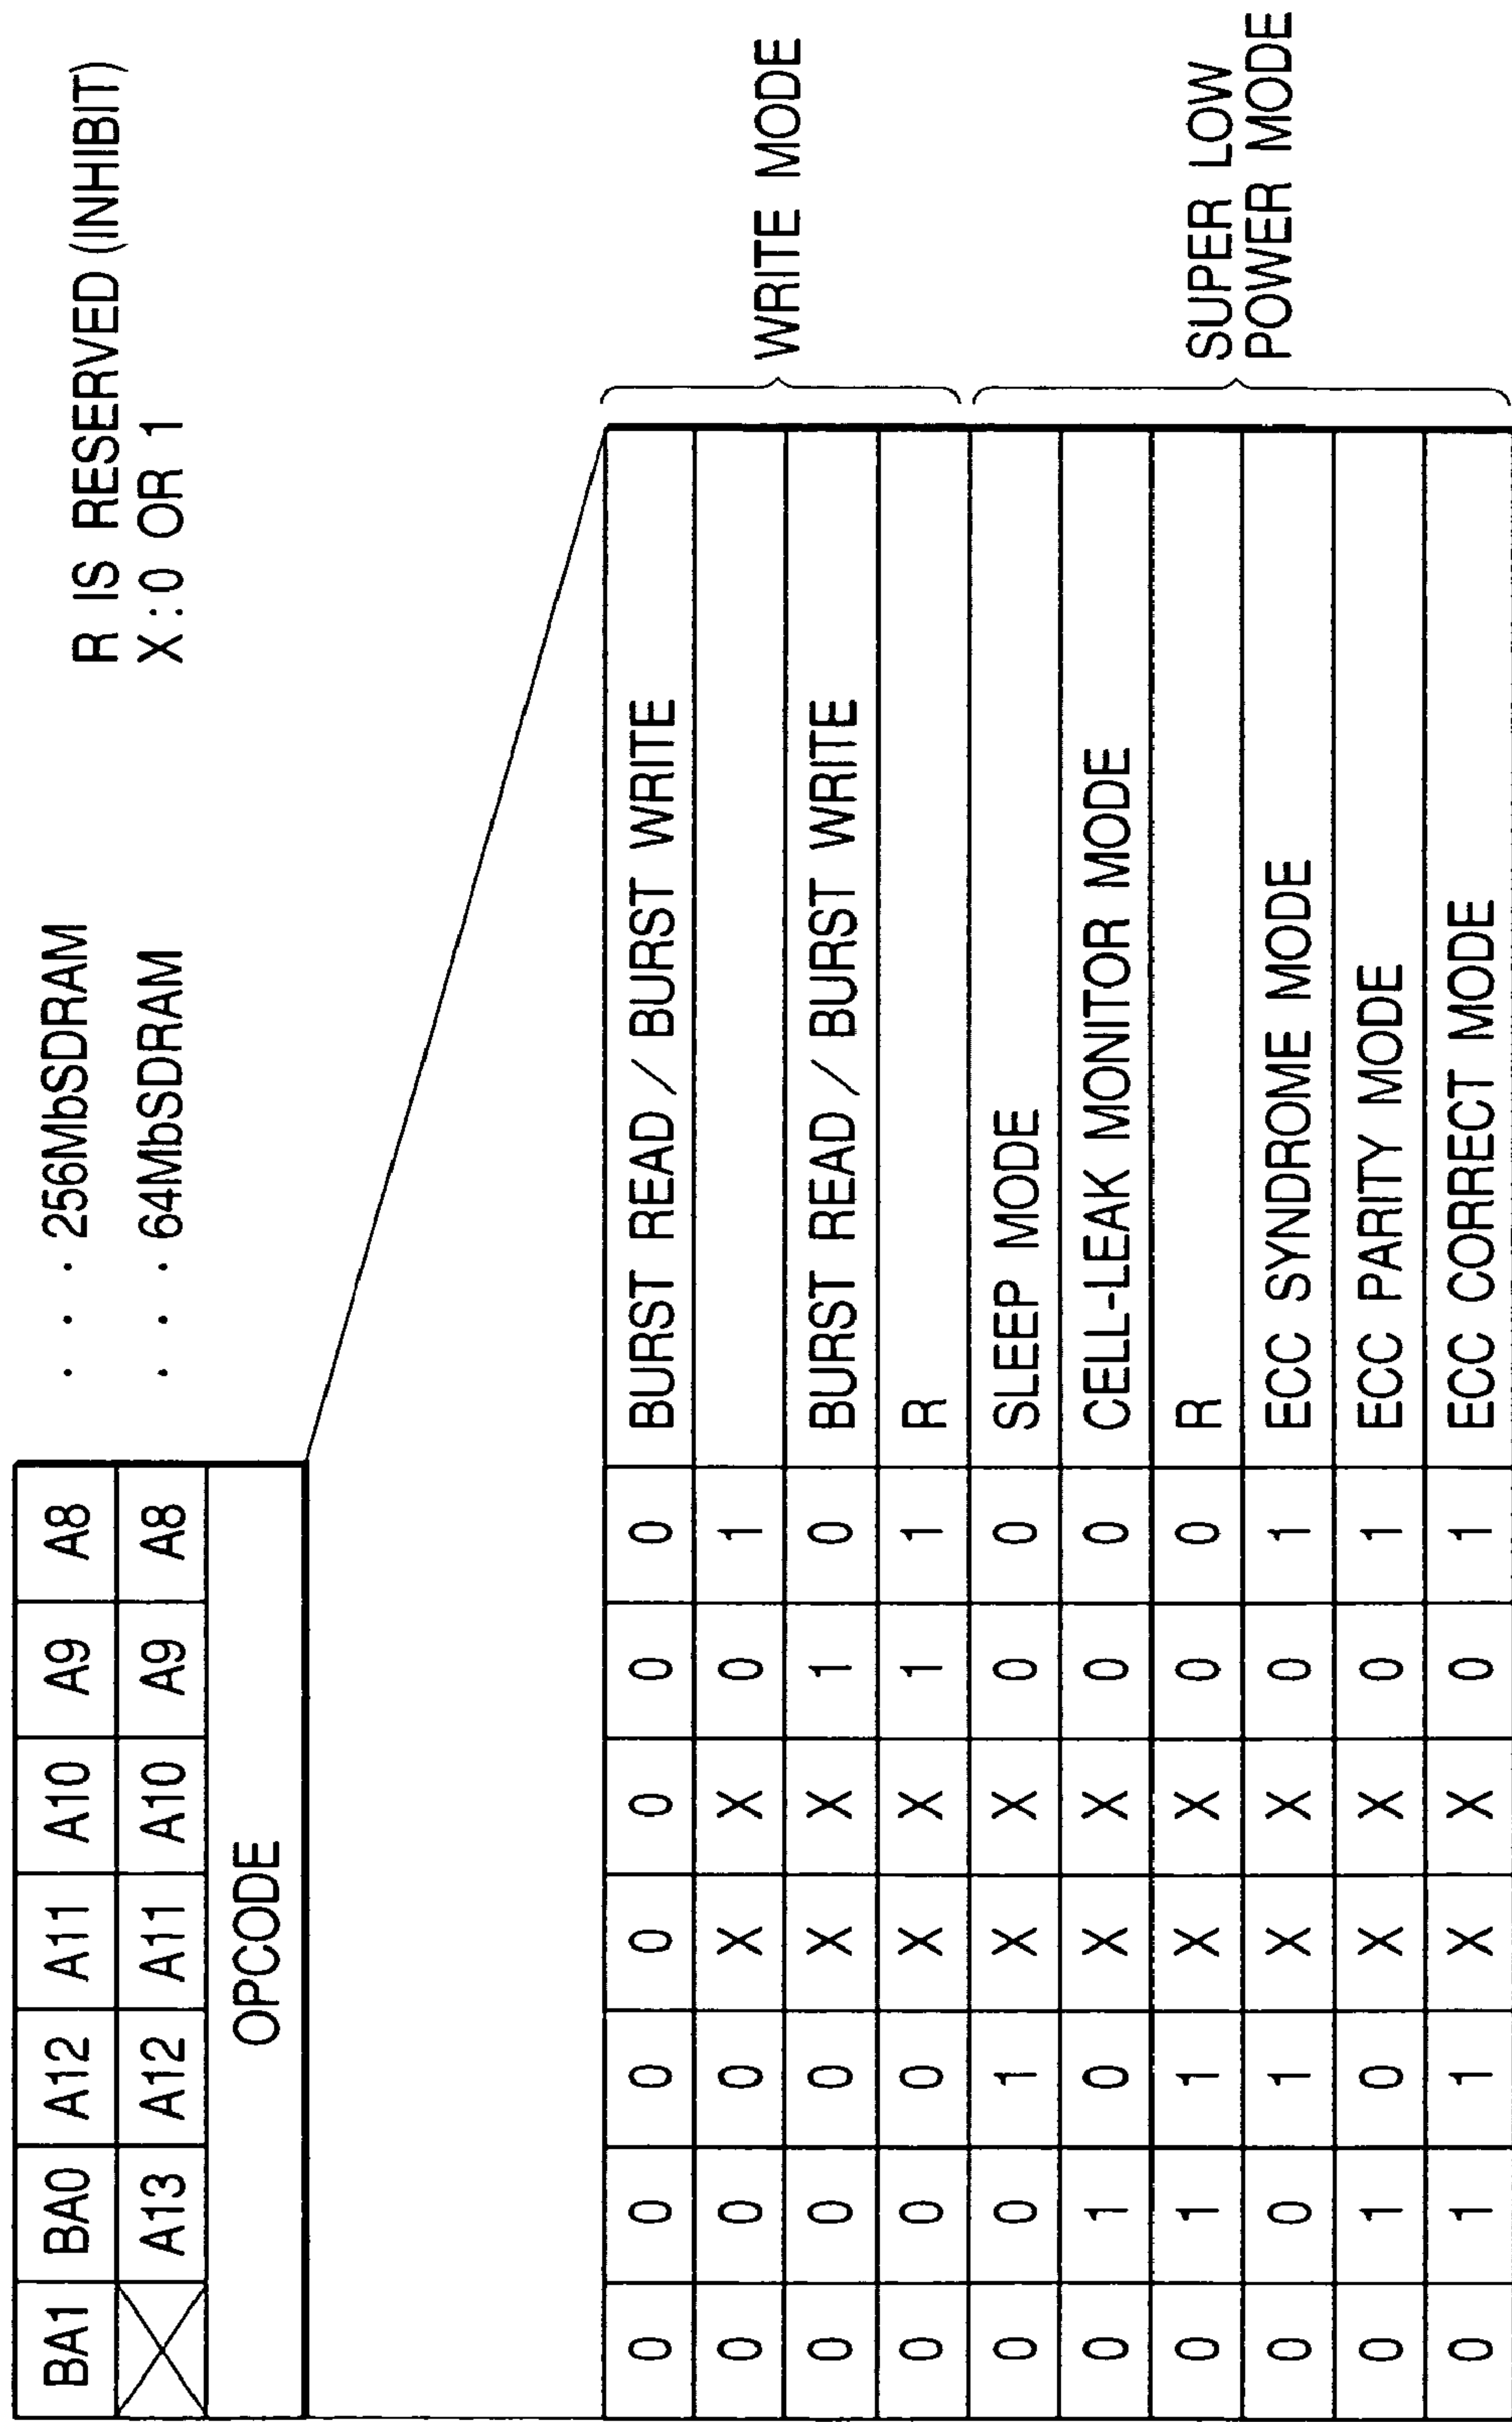 BA1 BA0 A12 A11 A10 A9 A8 · · · 256MbSDRAM
A13 A12 A11 A10 A9 A8 · · · 64MbSDRAM
OPCODE
R IS RESERVED (INHIBIT)
X:0 OR 1
0 0 0 0 0 0 0 BURST READ / BURST WRITE
0 0 0 X X 0 1
0 0 0 X X 1 0 BURST READ / BURST WRITE
0 0 0 X X 1 1 R
WRITE MODE
0 0 1 X X 0 0 SLEEP MODE
0 1 0 X X 0 0 CELL-LEAK MONITOR MODE
0 1 1 X X 0 0 R
0 0 1 X X 0 1 ECC SYNDROME MODE
0 1 0 X X 0 1 ECC PARITY MODE
0 1 1 X X 0 1 ECC CORRECT MODE
SUPER LOW
POWER MODE